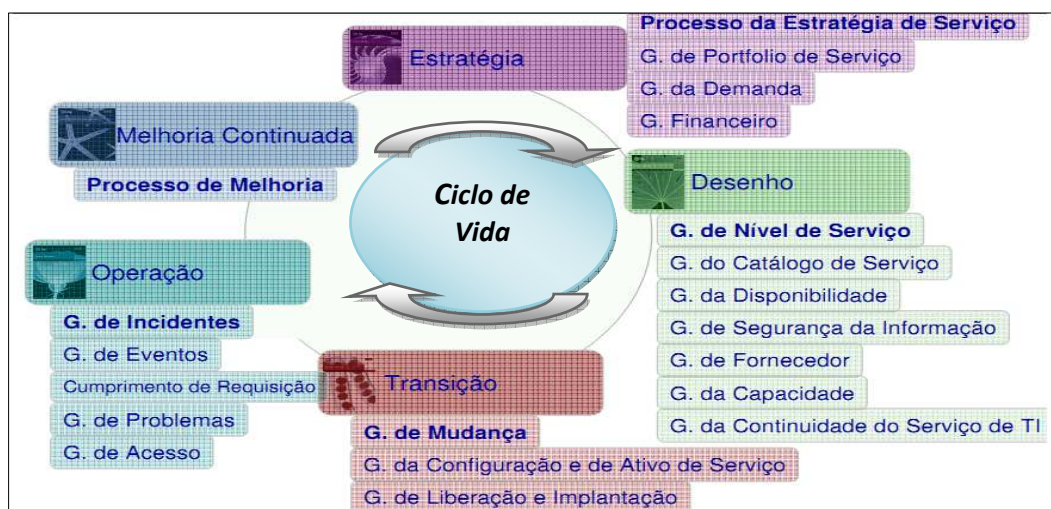 Estratégia
Processo da Estratégia de Serviço
G. de Portfolio de Serviço
G. da Demanda
G. Financeiro
Melhoria Continuada
Processo de Melhoria
Ciclo de
Vida
Desenho
G. de Nível de Serviço
G. do Catálogo de Serviço
G. da Disponibilidade
G. de Segurança da Informação
G. de Fornecedor
G. da Capacidade
G. da Continuidade do Serviço de TI
Operação
G. de Incidentes
G. de Eventos
Cumprimento de Requisição
G. de Problemas
G. de Acesso
Transição
G. de Mudança
G. da Configuração e de Ativo de Serviço
G. de Liberação e Implantação